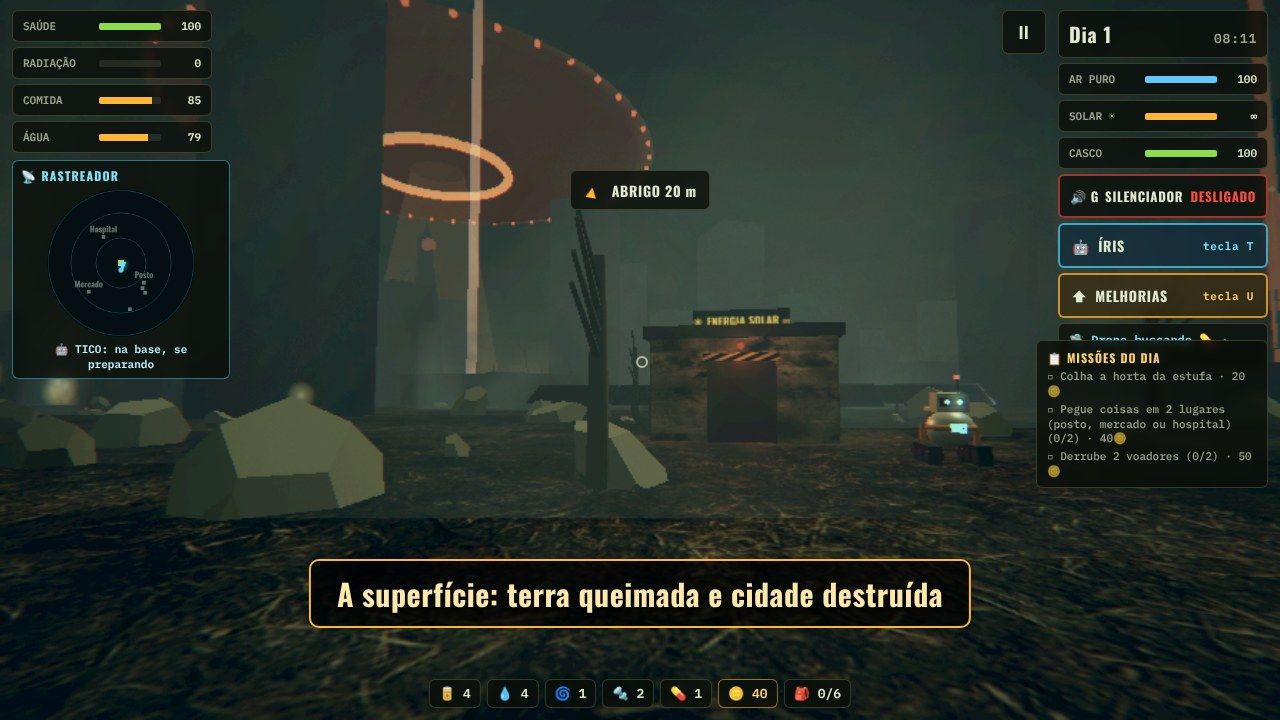 SAÚDE 100
RADIAÇÃO 0
COMIDA 85
ÁGUA 79
RASTREADOR
Hospital
Posto
Mercado
TICO: na base, se
preparando
ABRIGO 20 m
ENERGIA SOLAR
Dia 1 08:11
AR PURO 100
SOLAR ☀ ∞
CASCO 100
G SILENCIADOR DESLIGADO
ÍRIS tecla T
MELHORIAS tecla U
Drone buscando
MISSÕES DO DIA
Colha a horta da estufa · 20
Pegue coisas em 2 lugares
(posto, mercado ou hospital)
(0/2) · 40
Derrube 2 voadores (0/2) · 50
A superfície: terra queimada e cidade destruída
4 4 1 2 1 40 0/6